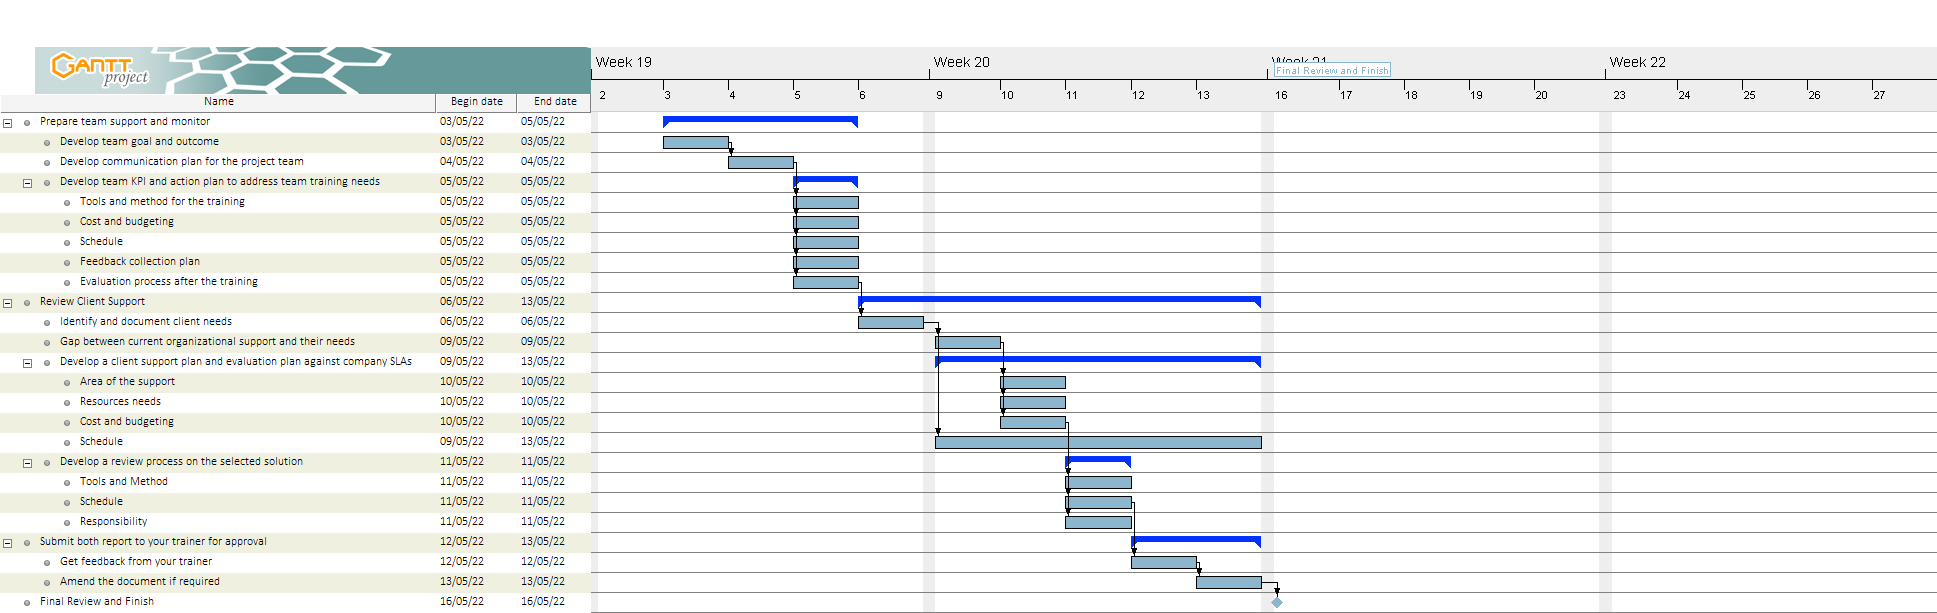 GANTT
project
Week 19 Week 20 Week 21 Week 22
Final Review and Finish
2 3 4 5 6 9 10 11 12 13 16 17 18 19 20 23 24 25 26 27
Name Begin date End date
Prepare team support and monitor 03/05/22 05/05/22
Develop team goal and outcome 03/05/22 03/05/22
Develop communication plan for the project team 04/05/22 04/05/22
Develop team KPI and action plan to address team training needs 05/05/22 05/05/22
Tools and method for the training 05/05/22 05/05/22
Cost and budgeting 05/05/22 05/05/22
Schedule 05/05/22 05/05/22
Feedback collection plan 05/05/22 05/05/22
Evaluation process after the training 05/05/22 05/05/22
Review Client Support 06/05/22 13/05/22
Identify and document client needs 06/05/22 06/05/22
Gap between current organizational support and their needs 09/05/22 09/05/22
Develop a client support plan and evaluation plan against company SLAs 09/05/22 13/05/22
Area of the support 10/05/22 10/05/22
Resources needs 10/05/22 10/05/22
Cost and budgeting 10/05/22 10/05/22
Schedule 09/05/22 13/05/22
Develop a review process on the selected solution 11/05/22 11/05/22
Tools and Method 11/05/22 11/05/22
Schedule 11/05/22 11/05/22
Responsibility 11/05/22 11/05/22
Submit both report to your trainer for approval 12/05/22 13/05/22
Get feedback from your trainer 12/05/22 12/05/22
Amend the document if required 13/05/22 13/05/22
Final Review and Finish 16/05/22 16/05/22